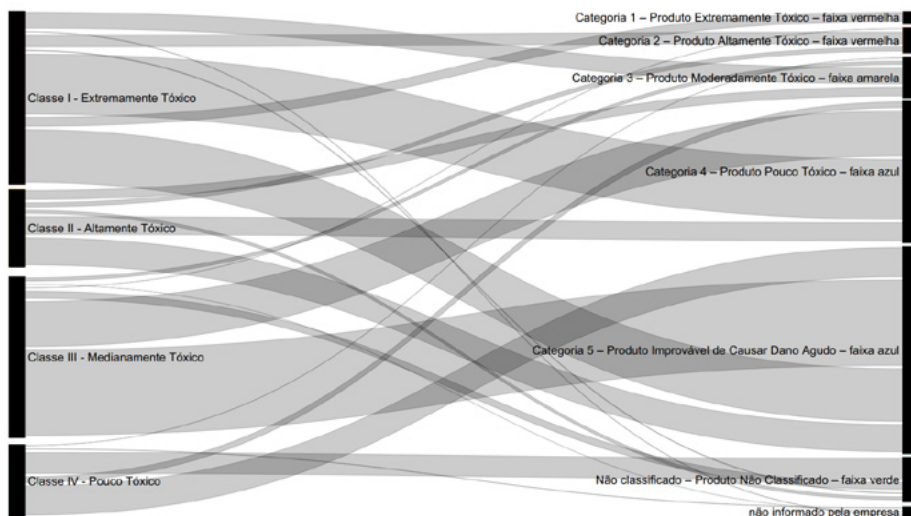 Categoria 1 – Produto Extremamente Tóxico – faixa vermelha
Categoria 2 – Produto Altamente Tóxico – faixa vermelha
Categoria 3 – Produto Moderadamente Tóxico – faixa amarela
Classe I - Extremamente Tóxico
Categoria 4 – Produto Pouco Tóxico – faixa azul
Classe II - Altamente Tóxico
Categoria 5 – Produto Improvável de Causar Dano Agudo – faixa azul
Classe III - Medianamente Tóxico
Não classificado – Produto Não Classificado – faixa verde
Classe IV - Pouco Tóxico
não informado pela empresa